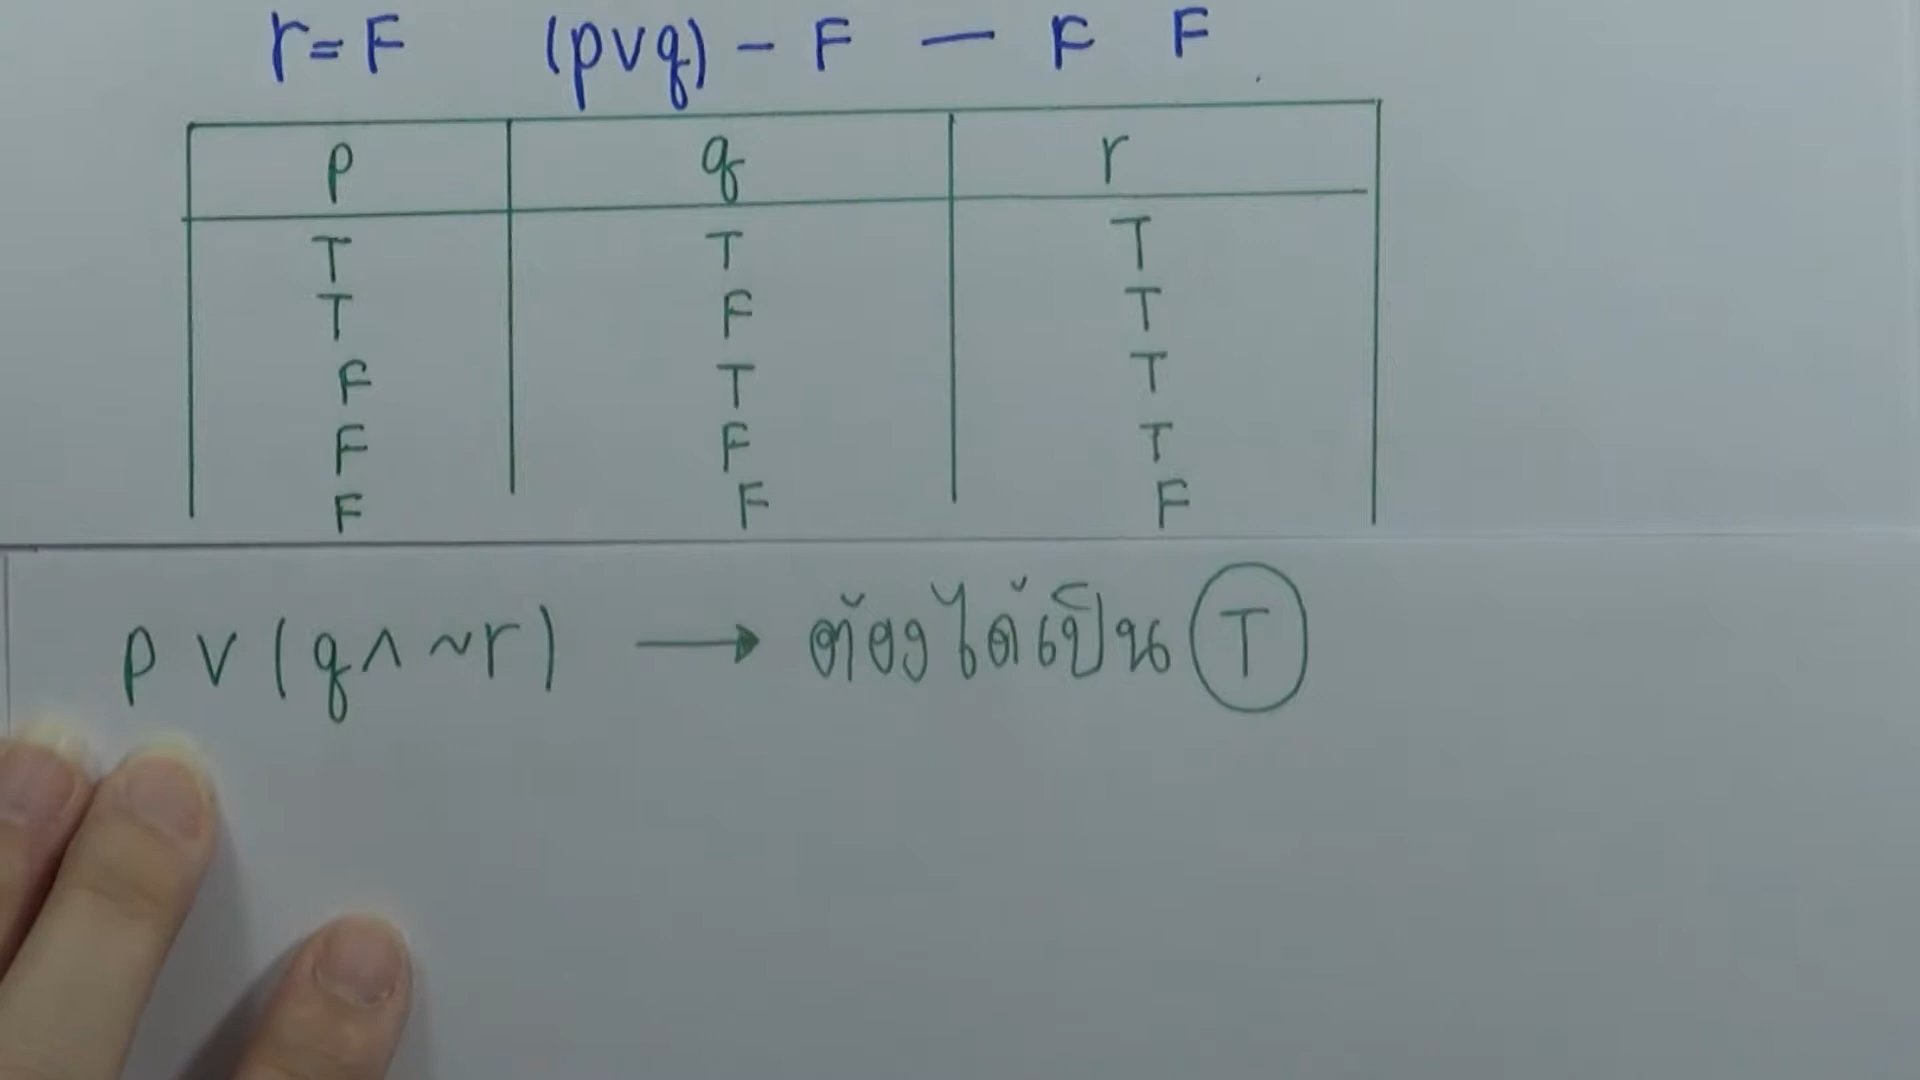 r = F (p∨q) - F — F F
p q r
T T T
T F T
F T T
F F T
F F F
p ∨ (q ∧ ~r) → ต้องได้เป็น T